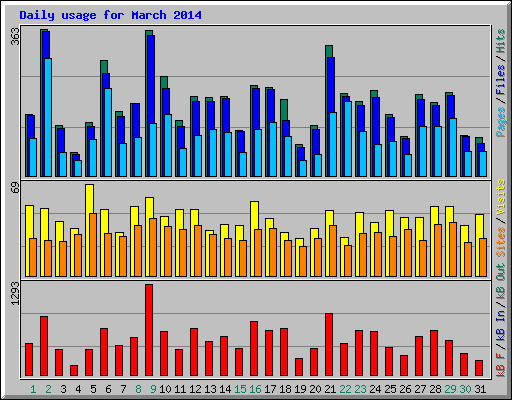 Daily usage for March 2014
363
Pages / Files / Hits
69
Sites / Visits
1293
kB F / kB In / kB Out
1 2 3 4 5 6 7 8 9 10 11 12 13 14 15 16 17 18 19 20 21 22 23 24 25 26 27 28 29 30 31